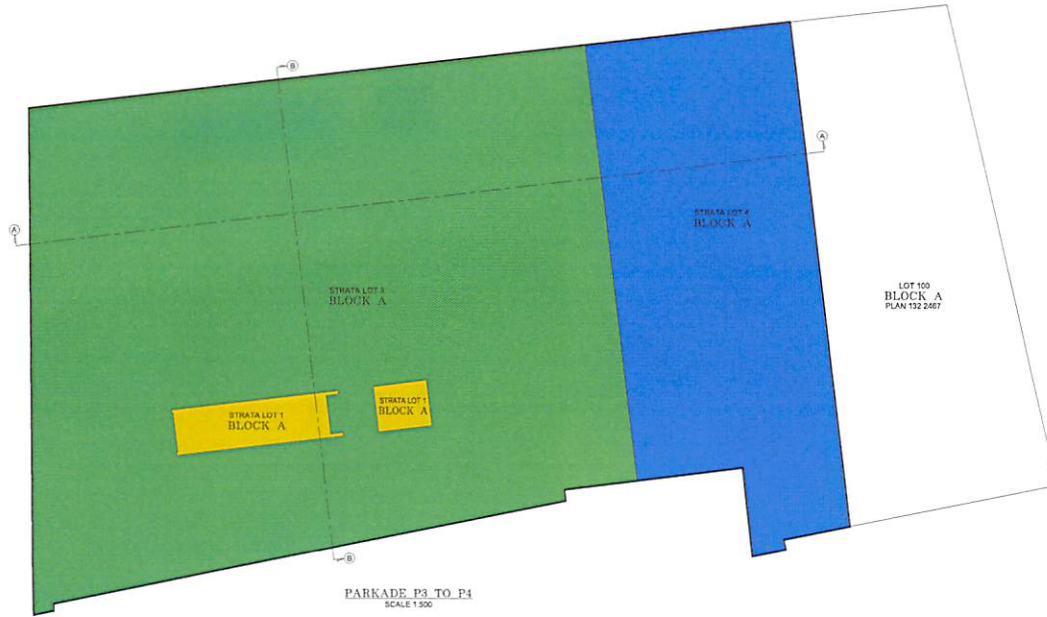 B
A
A
STRATA LOT 4
BLOCK A
LOT 100
BLOCK A
PLAN 132 2467
STRATA LOT 3
BLOCK A
STRATA LOT 1
BLOCK A
STRATA LOT 1
BLOCK A
B
PARKADE P3 TO P4
SCALE 1:500